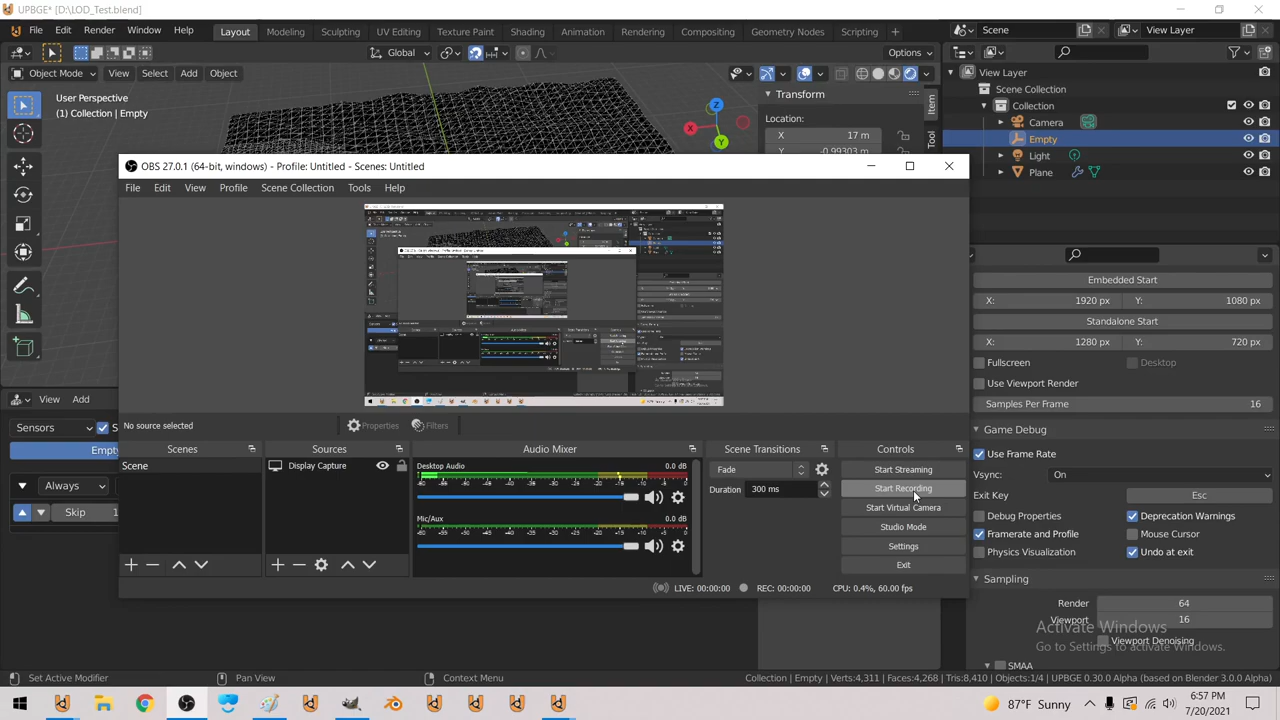 UPBGE* [D:\LOD_Test.blend]
File Edit Render Window Help
Layout Modeling Sculpting UV Editing Texture Paint Shading Animation Rendering Compositing Geometry Nodes Scripting
Scene View Layer
Global Options
Object Mode View Select Add Object
User Perspective
(1) Collection | Empty
Transform
Location:
X 17 m
Y -0.99303 m
Item
Tool
View Layer
Scene Collection
Collection
Camera
Empty
Light
Plane
OBS 27.0.1 (64-bit, windows) - Profile: Untitled - Scenes: Untitled
File Edit View Profile Scene Collection Tools Help
No source selected Properties Filters
Scenes Sources Audio Mixer Scene Transitions Controls
Scene
Display Capture
Desktop Audio 0.0 dB
Mic/Aux 0.0 dB
Fade
Duration 300 ms
Start Streaming
Start Recording
Start Virtual Camera
Studio Mode
Settings
Exit
LIVE: 00:00:00 REC: 00:00:00 CPU: 0.4%, 60.00 fps
View Add
Sensors S
Empty
Always
Skip 1
Embedded Start
X: 1920 px Y: 1080 px
Standalone Start
X: 1280 px Y: 720 px
Fullscreen Desktop
Use Viewport Render
Samples Per Frame 16
Game Debug
Use Frame Rate
Vsync: On
Exit Key Esc
Debug Properties Deprecation Warnings
Framerate and Profile Mouse Cursor
Physics Visualization Undo at exit
Sampling
Render 64
Viewport 16
Viewport Denoising
SMAA
Activate Windows
Go to Settings to activate Windows.
Set Active Modifier Pan View Context Menu
Collection | Empty | Verts:4,311 | Faces:4,268 | Tris:8,410 | Objects:1/4 | UPBGE 0.30.0 Alpha (based on Blender 3.0.0 Alpha)
87°F Sunny
6:57 PM
7/20/2021